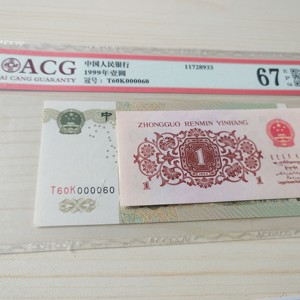 ACG
AI CANG GUARANTY
中国人民银行
1999年壹圆
冠号：T60K000060
11728933
67 E
P
中
T60K000060
ZHONGGUO RENMIN YINHANG
1
1
1